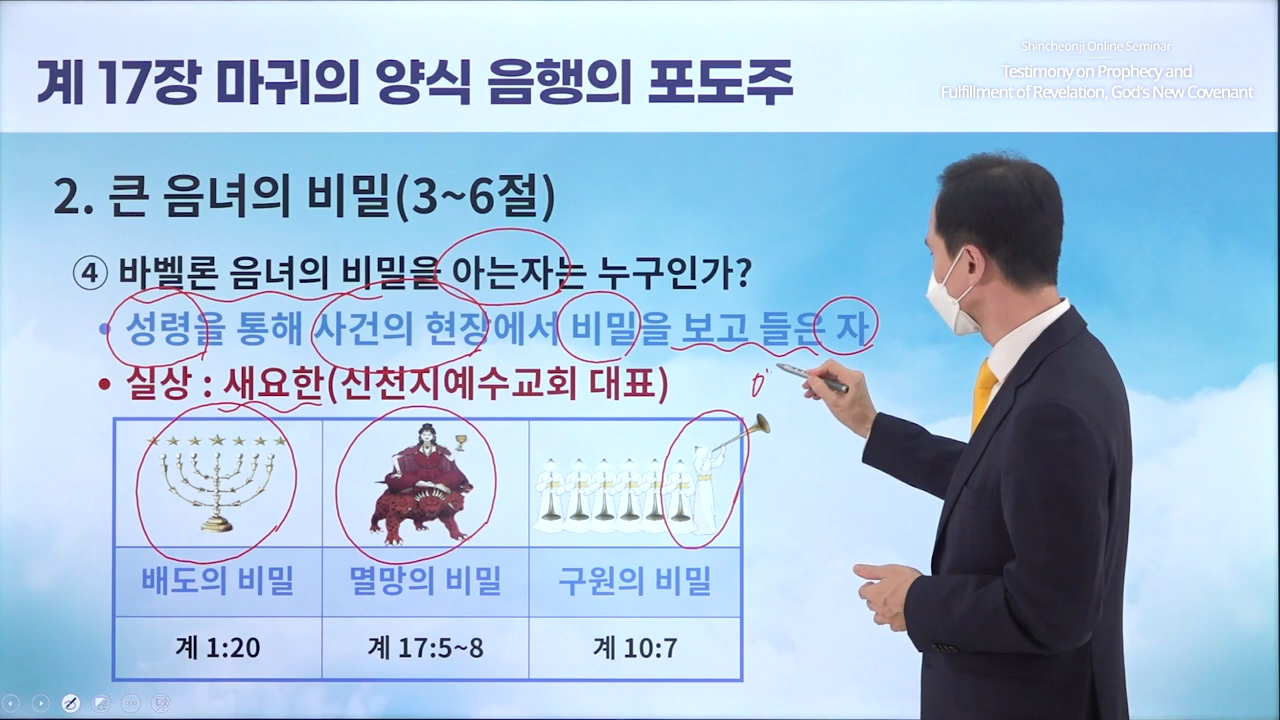 Shincheonji Online Seminar
Testimony on Prophecy and
Fulfillment of Revelation, God's New Covenant
계 17장 마귀의 양식 음행의 포도주
2. 큰 음녀의 비밀(3~6절)
④ 바벨론 음녀의 비밀을 아는자는 누구인가?
• 성령을 통해 사건의 현장에서 비밀을 보고 들은 자
• 실상 : 새요한(신천지예수교회 대표)
배도의 비밀 멸망의 비밀 구원의 비밀
계 1:20 계 17:5~8 계 10:7